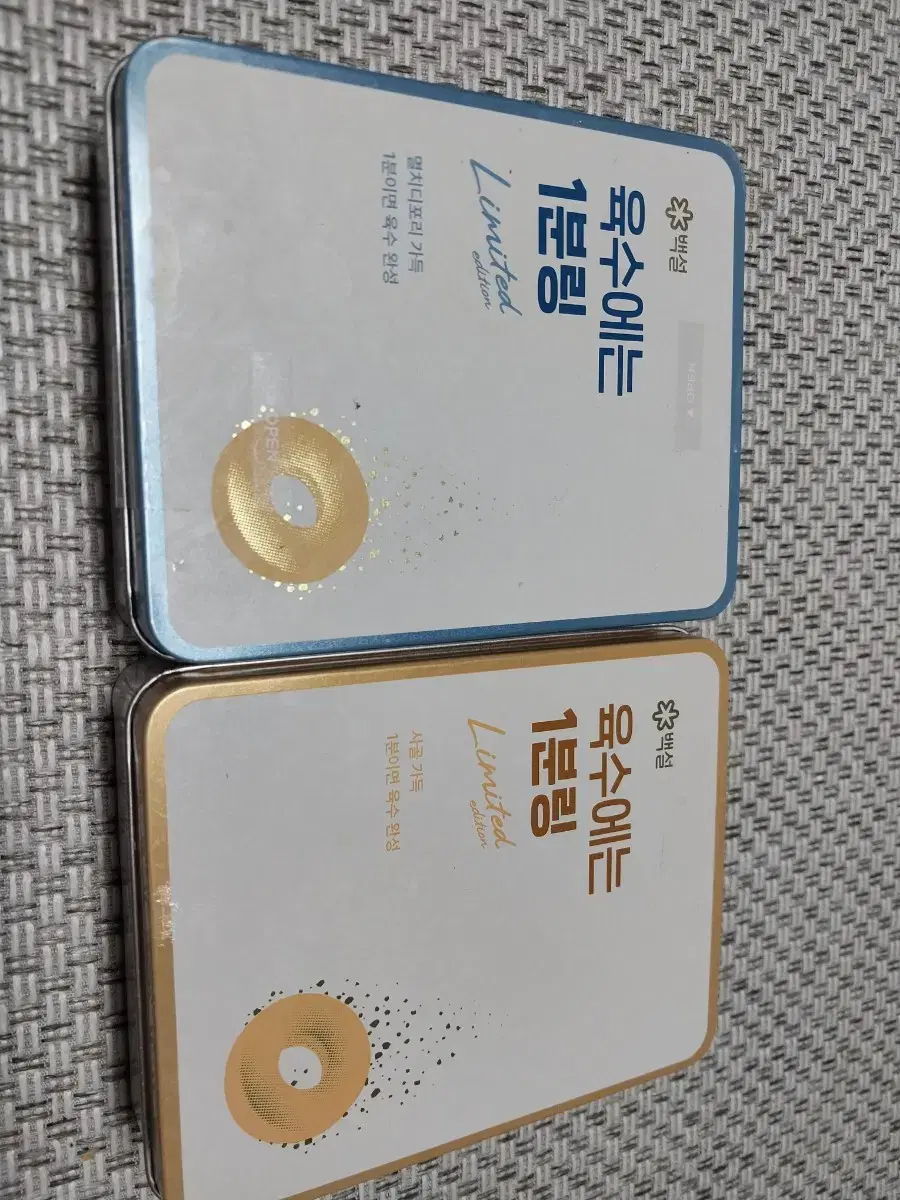 백설
육수에는
1분링
Limited
edition
멸치디포리 가득
1분이면 육수 완성
OPEN
OPEN
백설
육수에는
1분링
Limited
edition
사골 가득
1분이면 육수 완성